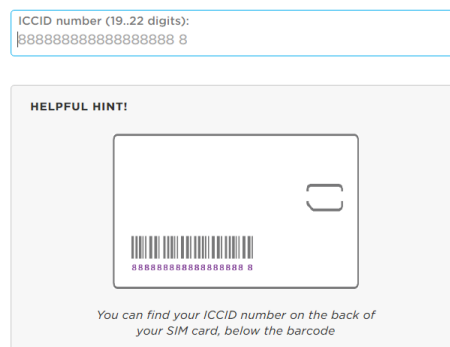 ICCID number (19..22 digits):
888888888888888888 8
HELPFUL HINT!
888888888888888888 8
You can find your ICCID number on the back of
your SIM card, below the barcode